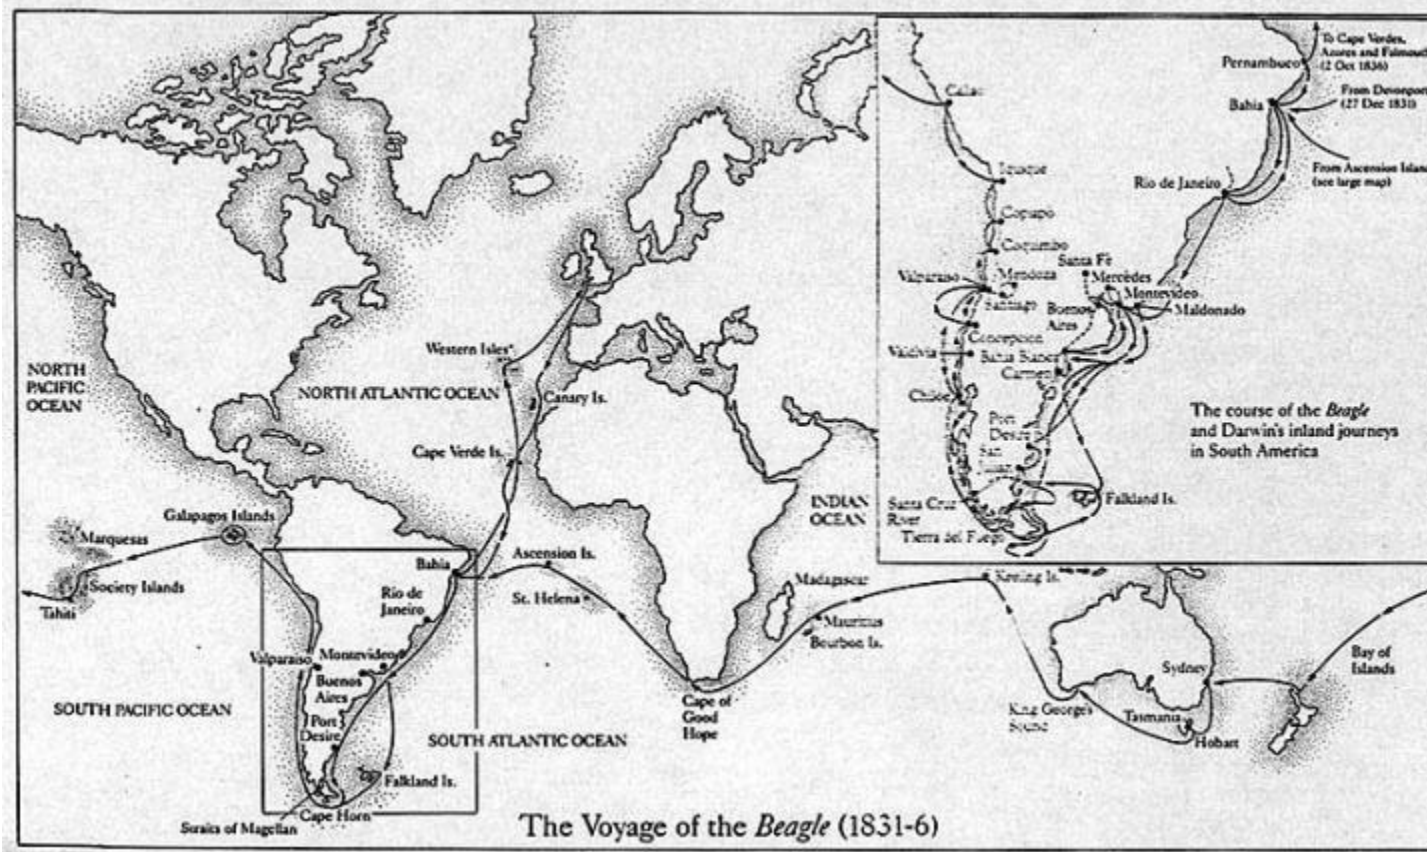 To Cape Verdes,
Azores and Falmouth
(2 Oct 1836)
Pernambuco
Bahia
From Devonport
(27 Dec 1831)
From Ascension Island
(see large map)
Rio de Janeiro
Callao
Iquique
Copiapo
Coquimbo
Santa Fé
Valparaiso
Mendoza
Mercedes
Santiago
Montevideo
Buenos
Aires
Maldonado
Concepcion
Valdivia
Bahia Blanca
Carmen
Chiloe
Port
Desire
San
Julian
Santa Cruz
River
Falkland Is.
Tierra del Fuego
The course of the Beagle
and Darwin's inland journeys
in South America
NORTH
PACIFIC
OCEAN
Western Isles
NORTH ATLANTIC OCEAN
Canary Is.
Cape Verde Is.
INDIAN
OCEAN
Galapagos Islands
Marquesas
Society Islands
Tahiti
Bahia
Ascension Is.
St. Helena
Rio de
Janeiro
Madagascar
Mauritius
Bourbon Is.
Keeling Is.
Valparaiso
Montevideo
Buenos
Aires
Port
Desire
SOUTH PACIFIC OCEAN
SOUTH ATLANTIC OCEAN
Cape of
Good
Hope
King George's
Sound
Sydney
Tasmania
Hobart
Bay of
Islands
Falkland Is.
Cape Horn
Straits of Magellan
The Voyage of the Beagle (1831-6)